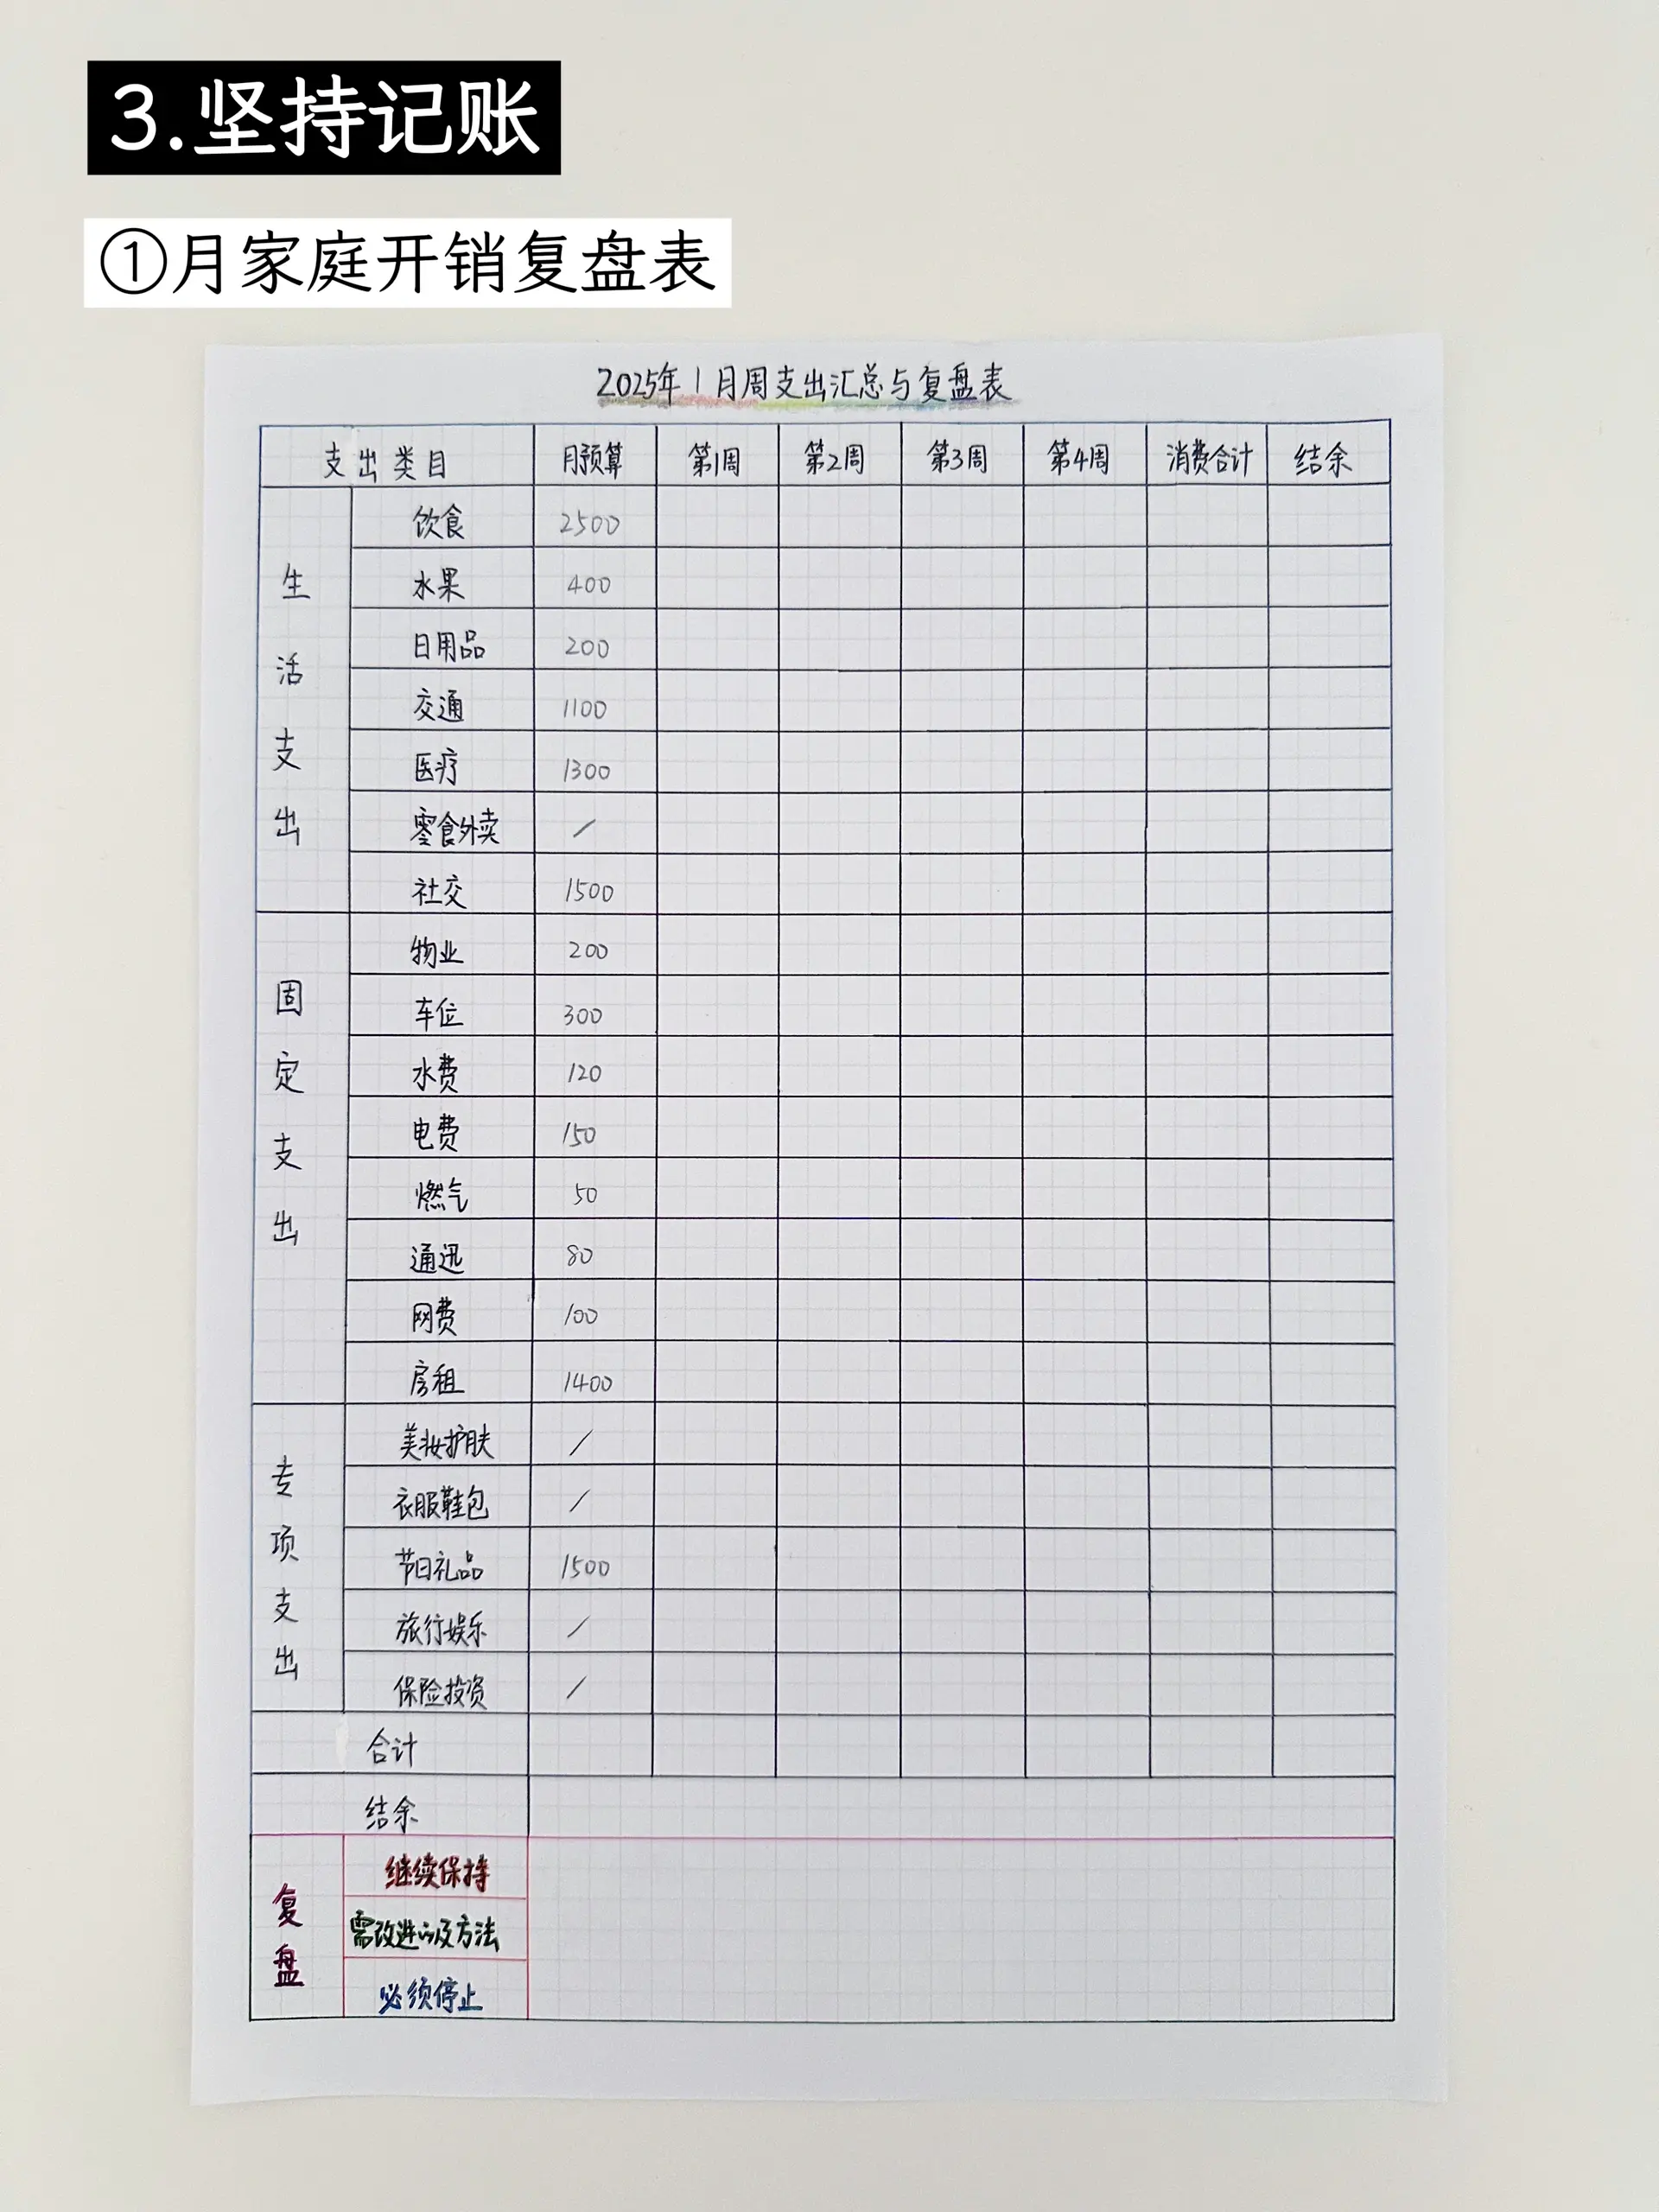 3.坚持记账
①月家庭开销复盘表
2025年1月周支出汇总与复盘表
支出类目 月预算 第1周 第2周 第3周 第4周 消费合计 结余
生活支出
饮食 2500
水果 400
日用品 200
交通 1100
医疗 1300
零食外卖 /
社交 1500
固定支出
物业 200
车位 300
水费 120
电费 150
燃气 50
通迅 80
网费 100
房租 1400
专项支出
美妆护肤 /
衣服鞋包 /
节日礼品 1500
旅行娱乐 /
保险投资 /
合计
结余
复盘
继续保持
需改进以及方法
必须停止